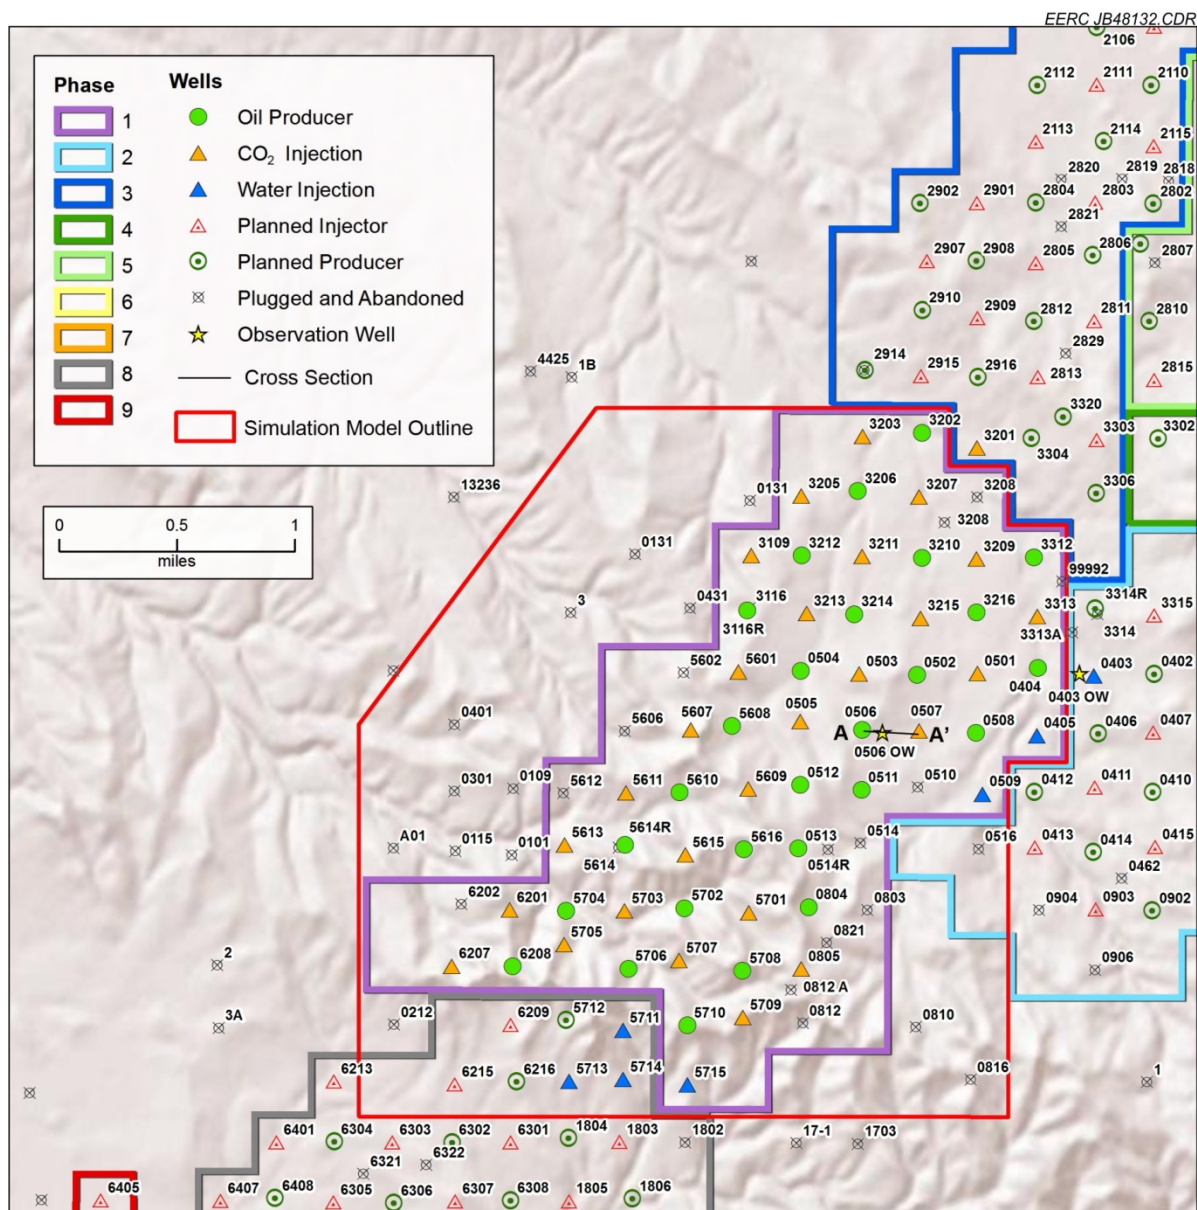 EERC JB48132.CDR
Phase
Wells
1
2
3
4
5
6
7
8
9
Oil Producer
CO₂ Injection
Water Injection
Planned Injector
Planned Producer
Plugged and Abandoned
Observation Well
Cross Section
Simulation Model Outline
0 0.5 1
miles
2106
2112 2111 2110
2113 2114 2115
2820 2819 2818
2902 2901 2804 2803 2802
2821
2907 2908 2805 2806 2807
2910 2909 2812 2811 2810
2829
2914 2915 2916 2813 2815
4425 1B
3320
3203 3202 3201 3304 3303 3302
13236 0131 3205 3206 3207 3208 3306
3208
0131 3109 3212 3211 3210 3209 3312
99992
3 0431 3116 3213 3214 3215 3216 3313 3314R 3315
3116R 3313A 3314
5602 5601 0504 0503 0502 0501 0404 0403 0402
0403 OW
0401 5606 5607 5608 0505 0506 0507 0508 0405 0406 0407
A A'
0506 OW
0301 0109 5612 5611 5610 5609 0512 0511 0510 0509 0412 0411 0410
A01 0115 0101 5613 5614R 5615 5616 0513 0514 0516 0413 0414 0415
5614 0514R
0462
6202 6201 5704 5703 5702 5701 0804 0803 0904 0903 0902
5705 0821
2 6207 6208 5706 5707 5708 0805 0906
0812 A
3A 0212 6209 5712 5711 5710 5709 0812 0810
6213 6215 6216 5713 5714 5715 0816 1
6401 6304 6303 6302 6301 1804 1803 1802 17-1 1703
6321 6322
6405 6407 6408 6305 6306 6307 6308 1805 1806